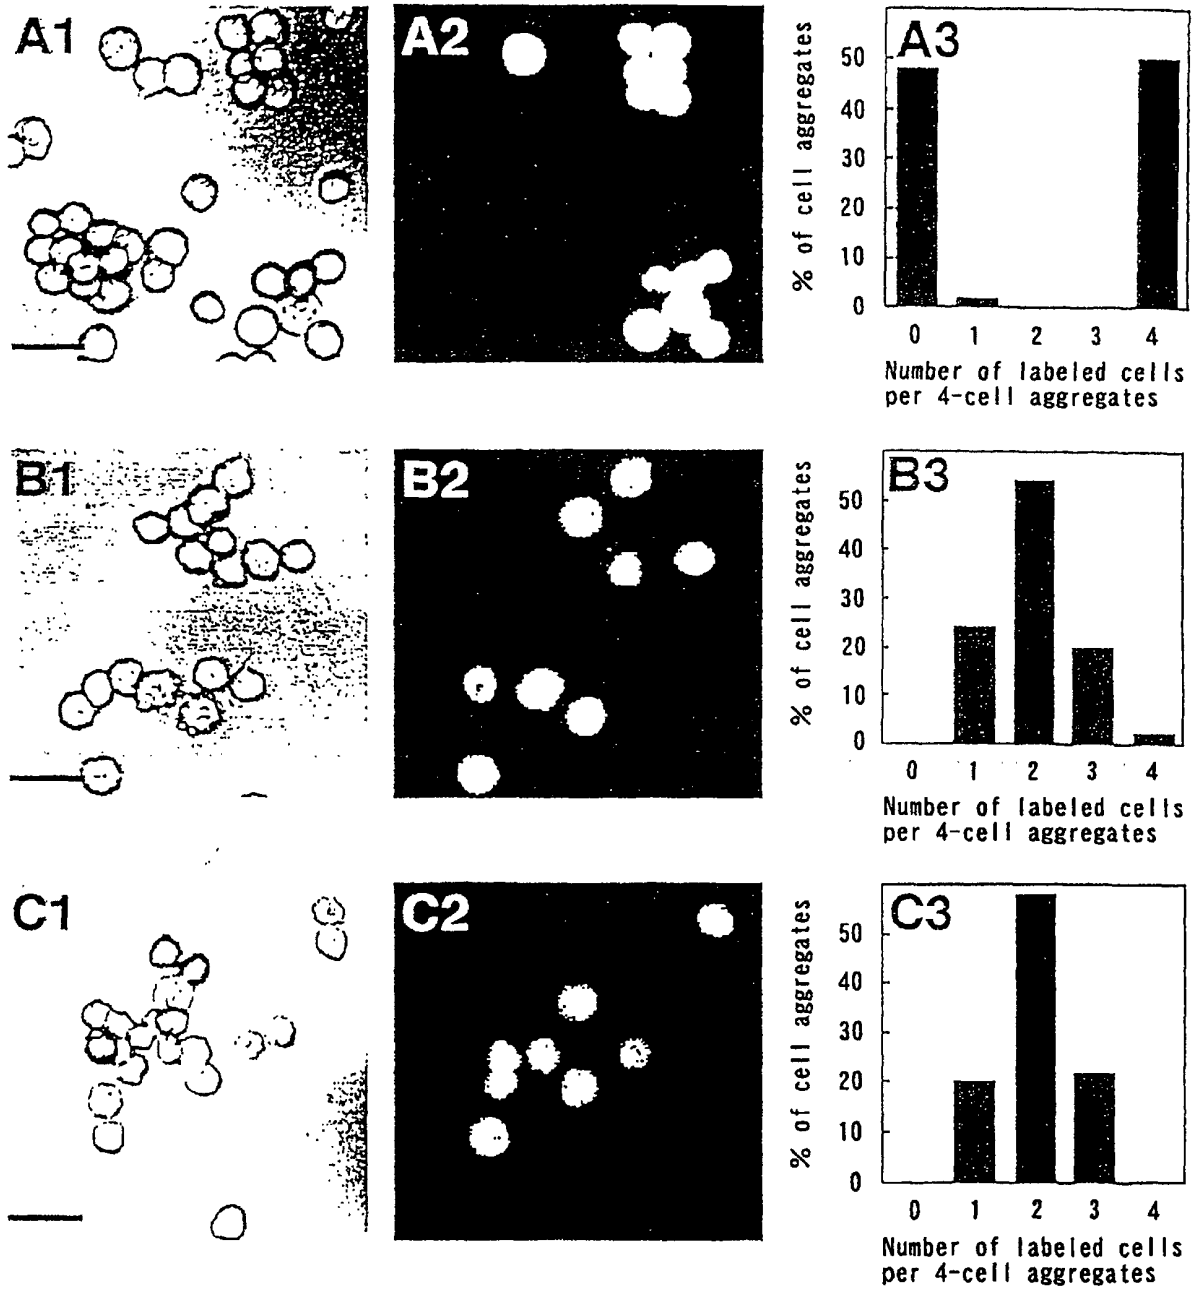 A1
A2
A3
% of cell aggregates
50
40
30
20
10
0
0 1 2 3 4
Number of labeled cells
per 4-cell aggregates
B1
B2
B3
% of cell aggregates
50
40
30
20
10
0
0 1 2 3 4
Number of labeled cells
per 4-cell aggregates
C1
C2
C3
% of cell aggregates
50
40
30
20
10
0
0 1 2 3 4
Number of labeled cells
per 4-cell aggregates